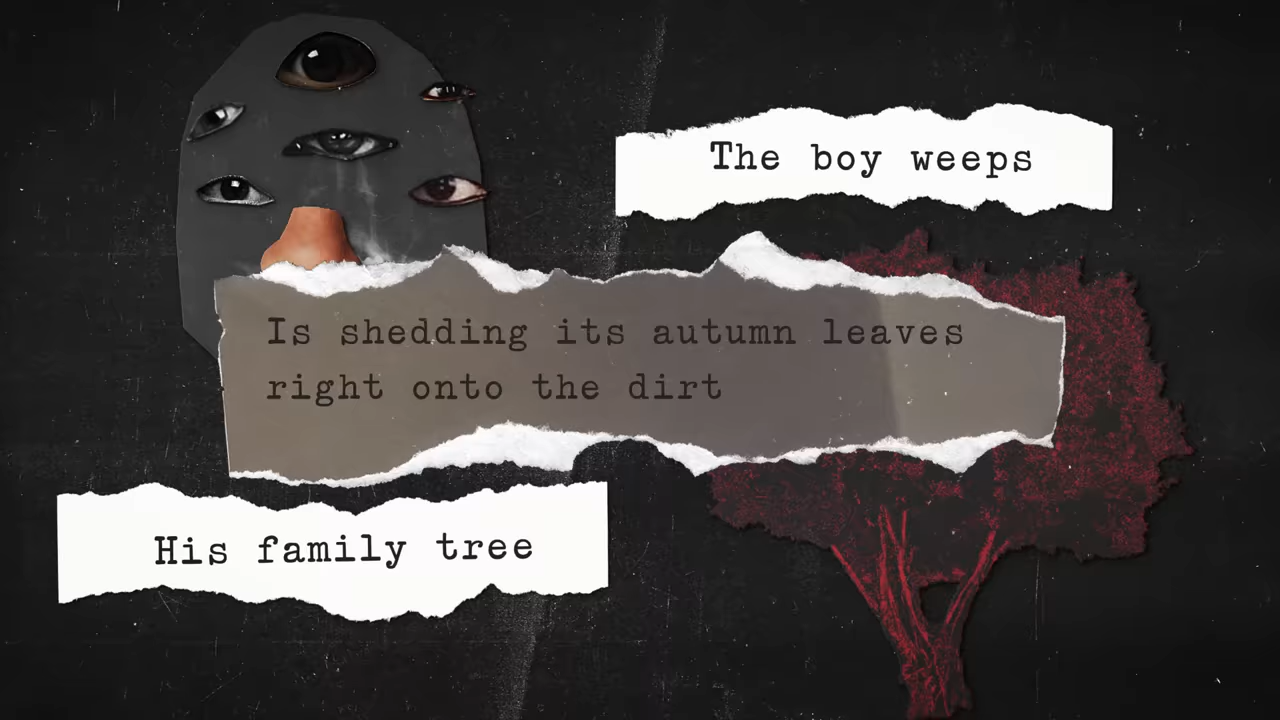 The boy weeps
Is shedding its autumn leaves
right onto the dirt
His family tree